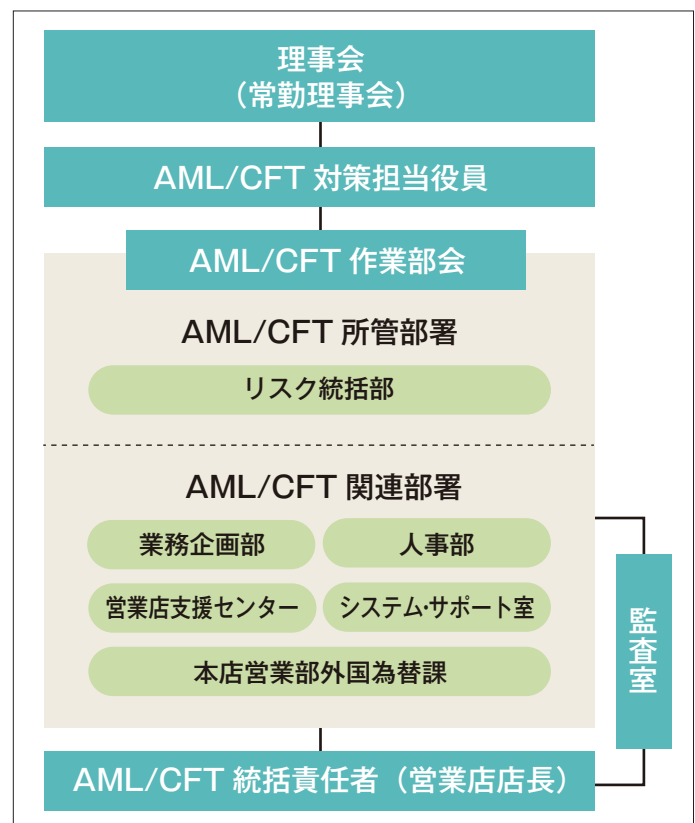 理事会
（常勤理事会）
AML/CFT 対策担当役員
AML/CFT 作業部会
AML/CFT 所管部署
リスク統括部
AML/CFT 関連部署
業務企画部
人事部
営業店支援センター
システム・サポート室
本店営業部外国為替課
監査室
AML/CFT 統括責任者（営業店店長）